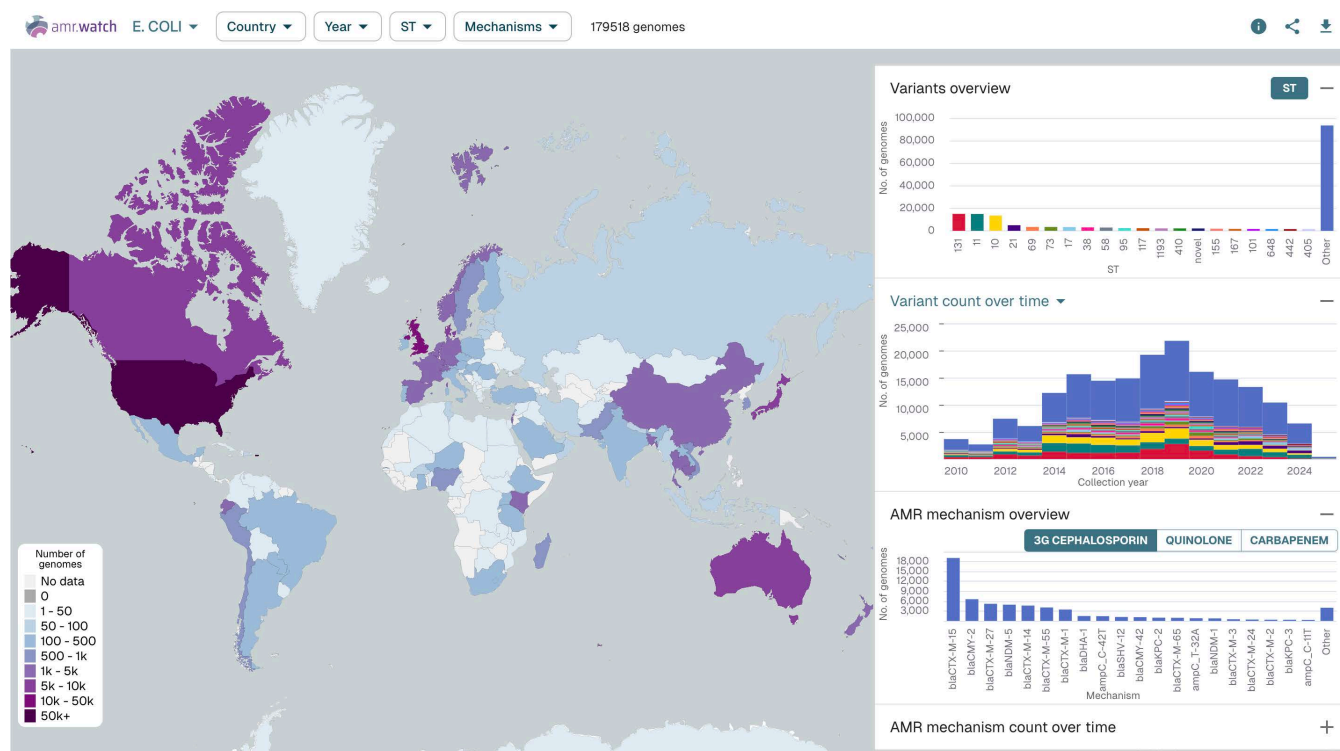 amr.watch E. COLI Country Year ST Mechanisms 179518 genomes
Variants overview ST
No. of genomes
100,000
80,000
60,000
40,000
20,000
0
131 11 10 21 69 73 17 38 58 95 117 1193 410 novel 155 167 101 648 442 405 Other
ST
Variant count over time
No. of genomes
25,000
20,000
15,000
10,000
5,000
2010 2012 2014 2016 2018 2020 2022 2024
Collection year
AMR mechanism overview
3G CEPHALOSPORIN QUINOLONE CARBAPENEM
No. of genomes
18,000
15,000
12,000
9,000
6,000
3,000
blaCTX-M-15 blaCMY-2 blaCTX-M-27 blaNDM-5 blaCTX-M-14 blaCTX-M-55 blaCTX-M-1 blaDHA-1 ampC_C-42T blaSHV-12 blaCMY-42 blaKPC-2 blaCTX-M-65 ampC_T-32A blaNDM-1 blaCTX-M-3 blaCTX-M-24 blaCTX-M-2 blaKPC-3 ampC_C-11T Other
Mechanism
AMR mechanism count over time
Number of
genomes
No data
0
1 - 50
50 - 100
100 - 500
500 - 1k
1k - 5k
5k - 10k
10k - 50k
50k+